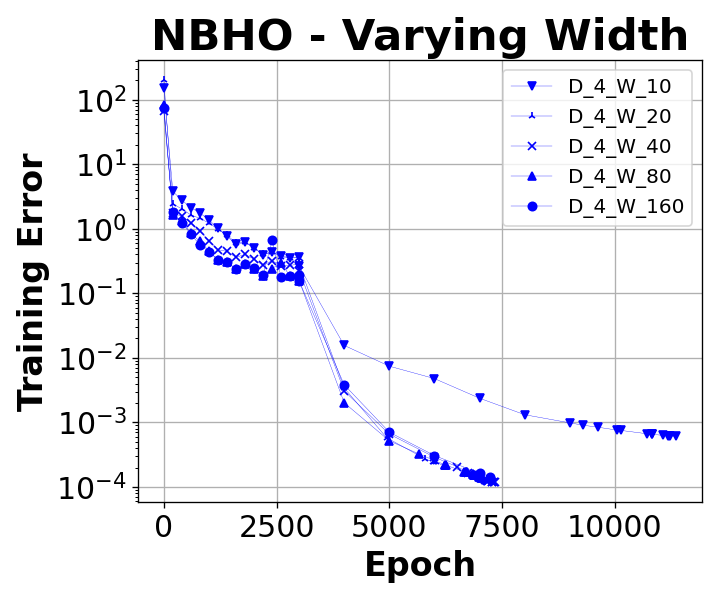 NBHO - Varying Width
Training Error
10^2
10^1
10^0
10^-1
10^-2
10^-3
10^-4
D_4_W_10
D_4_W_20
D_4_W_40
D_4_W_80
D_4_W_160
0 2500 5000 7500 10000
Epoch